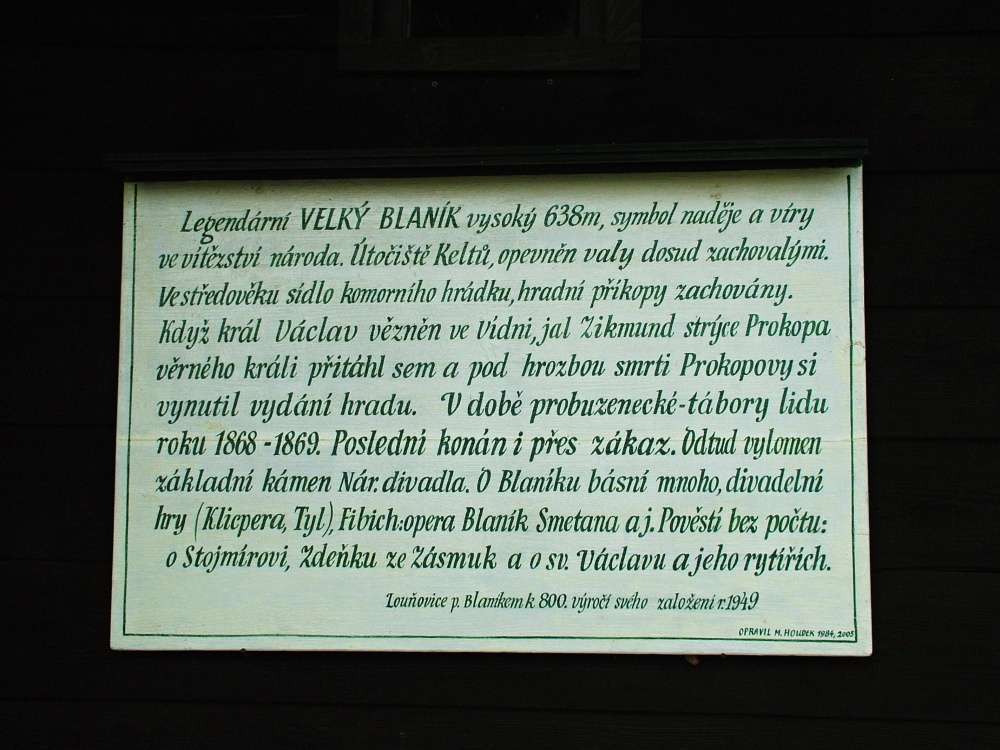 Legendární VELKÝ BLANÍK vysoký 638m, symbol naděje a víry
ve vítězství národa. Útočiště Keltů, opevněn valy dosud zachovalými.
Ve středověku sídlo komorního hrádku, hradní příkopy zachovány.
Když král Václav vězněn ve Vídni, jal Zikmund strýce Prokopa
věrného králi přitáhl sem a pod hrozbou smrti Prokopovy si
vynutil vydání hradu. V době probuzenecké-tábory lidu
roku 1868-1869. Poslední konán i přes zákaz. Odtud vylomen
základní kámen Nár. divadla. O Blaníku básní mnoho, divadelní
hry (Klicpera, Tyl), Fibich: opera Blaník Smetana a j. Pověstí bez počtu:
o Stojmírovi, Zdeňku ze Zásmuk a o sv. Václavu a jeho rytířích.
Louňovice p. Blaníkem k 800. výročí svého založení r. 1949
OPRAVIL M. HOUDEK 1984, 2005